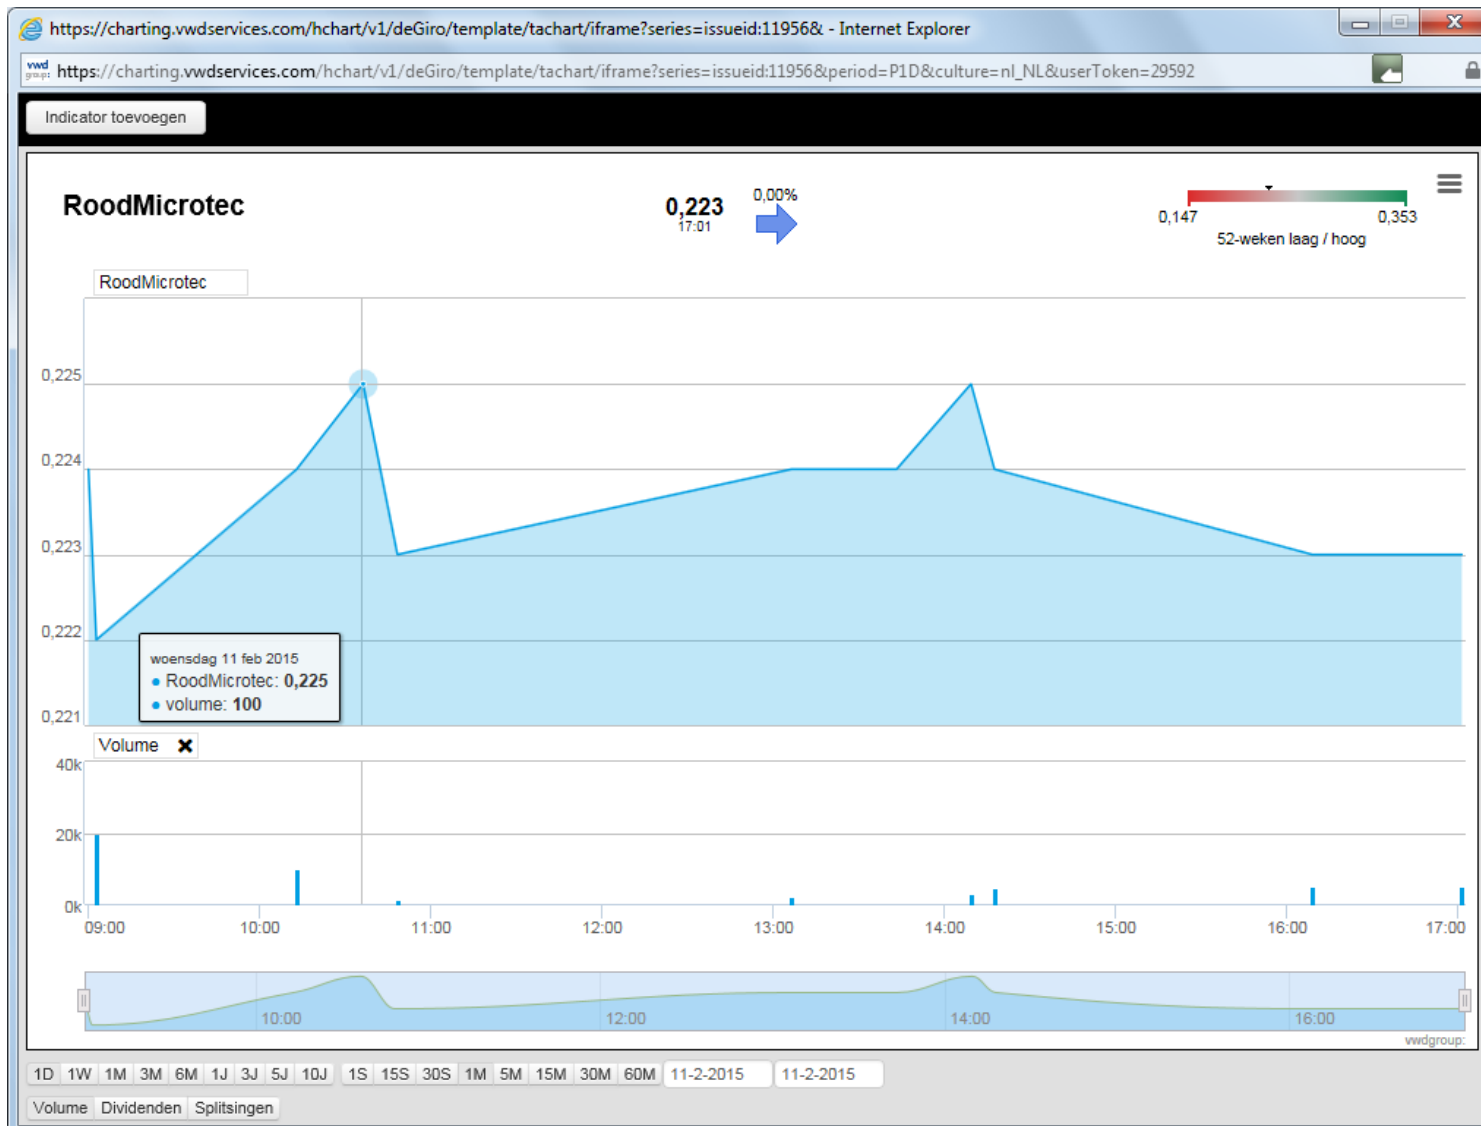 https://charting.vwdservices.com/hchart/v1/deGiro/template/tachart/iframe?series=issueid:11956& - Internet Explorer
vwd group: https://charting.vwdservices.com/hchart/v1/deGiro/template/tachart/iframe?series=issueid:11956&period=P1D&culture=nl_NL&userToken=29592
Indicator toevoegen
RoodMicrotec
0,223
17:01
0,00%
0,147 0,353
52-weken laag / hoog
RoodMicrotec
0,225
0,224
0,223
0,222
0,221
woensdag 11 feb 2015
• RoodMicrotec: 0,225
• volume: 100
Volume ✖
40k
20k
0k
09:00 10:00 11:00 12:00 13:00 14:00 15:00 16:00 17:00
10:00 12:00 14:00 16:00
vwdgroup:
1D 1W 1M 3M 6M 1J 3J 5J 10J 1S 15S 30S 1M 5M 15M 30M 60M 11-2-2015 11-2-2015
Volume Dividenden Splitsingen